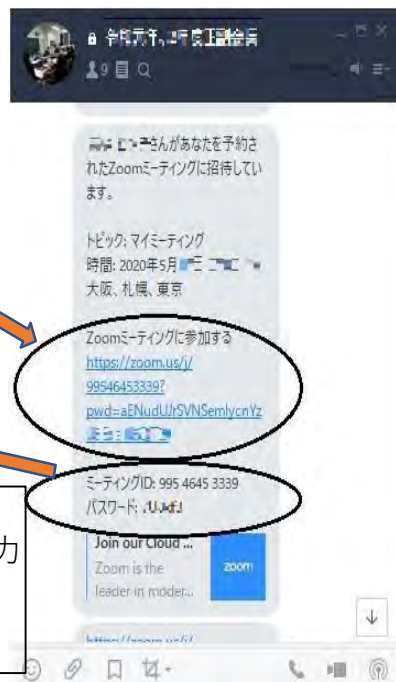 9
さんがあなたを予約さ
れたZoomミーティングに招待してい
ます。
トピック: マイミーティング
時間: 2020年5月
大阪、札幌、東京
Zoomミーティングに参加する
https://zoom.us/j/
99546453339?
pwd=aENudUJrSVNSemlycnYz
ミーティングID: 995 4645 3339
パスワード:
カ
Join our Cloud ...
Zoom is the
leader in moder...
zoom